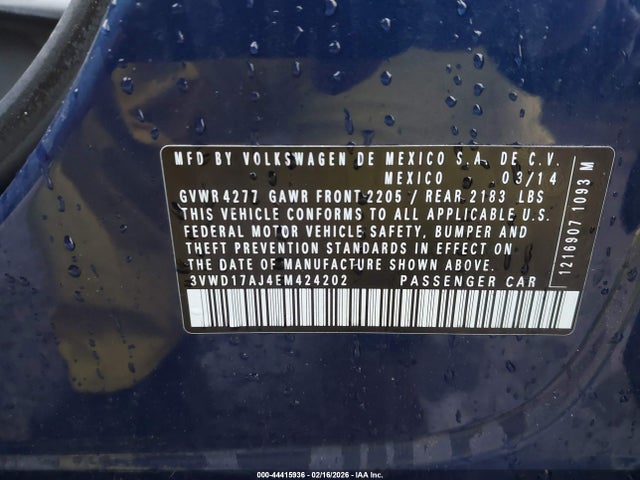 MFD BY VOLKSWAGEN DE MEXICO S.A. DE C.V.
MEXICO 03/14
GVWR 4277 GAWR FRONT 2205 / REAR 2183 LBS
THIS VEHICLE CONFORMS TO ALL APPLICABLE U.S.
FEDERAL MOTOR VEHICLE SAFETY, BUMPER AND
THEFT PREVENTION STANDARDS IN EFFECT ON
THE DATE OF MANUFACTURE SHOWN ABOVE.
3VWD17AJ4EM424202 PASSENGER CAR
1216907 1093 M
000-44415936 - 02/16/2026 - IAA Inc.